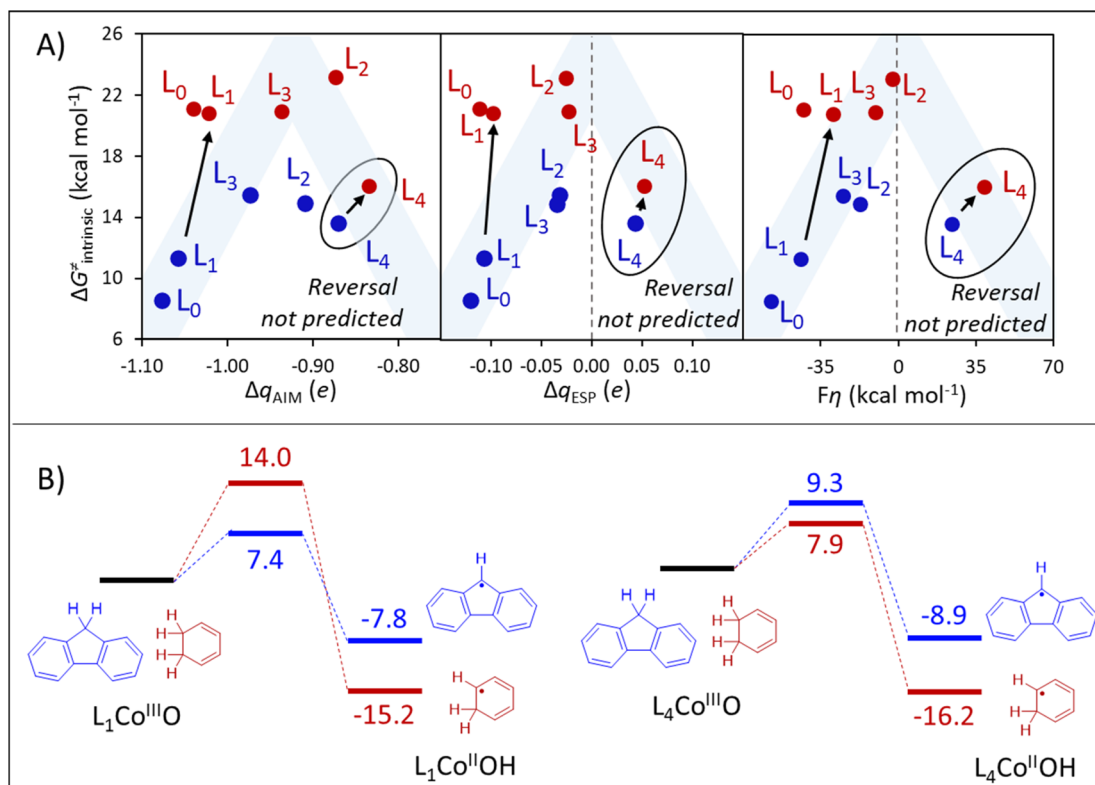 A)
ΔG≠intrinsic (kcal mol⁻¹)
26
22
18
14
10
6
L₀
L₁
L₃
L₂
L₃
L₂
L₄
L₁
L₄
L₀
Reversal
not predicted
-1.10
-1.00
-0.90
-0.80
Δq_AIM (e)
L₀
L₂
L₁
L₃
L₄
L₂
L₃
L₄
L₁
L₀
Reversal
not predicted
-0.10
-0.05
0.00
0.05
0.10
Δq_ESP (e)
L₀
L₁
L₃
L₂
L₃
L₂
L₄
L₁
L₄
L₀
Reversal
not predicted
-35
0
35
70
Fη (kcal mol⁻¹)
B)
14.0
7.4
-7.8
-15.2
H H
H
H
H
H
L₁CoᴵᴵᴵO
H
H
H
H
L₁CoᴵᴵOH
9.3
7.9
-8.9
-16.2
H H
H
H
H
H
L₄CoᴵᴵᴵO
H
H
H
H
L₄CoᴵᴵOH